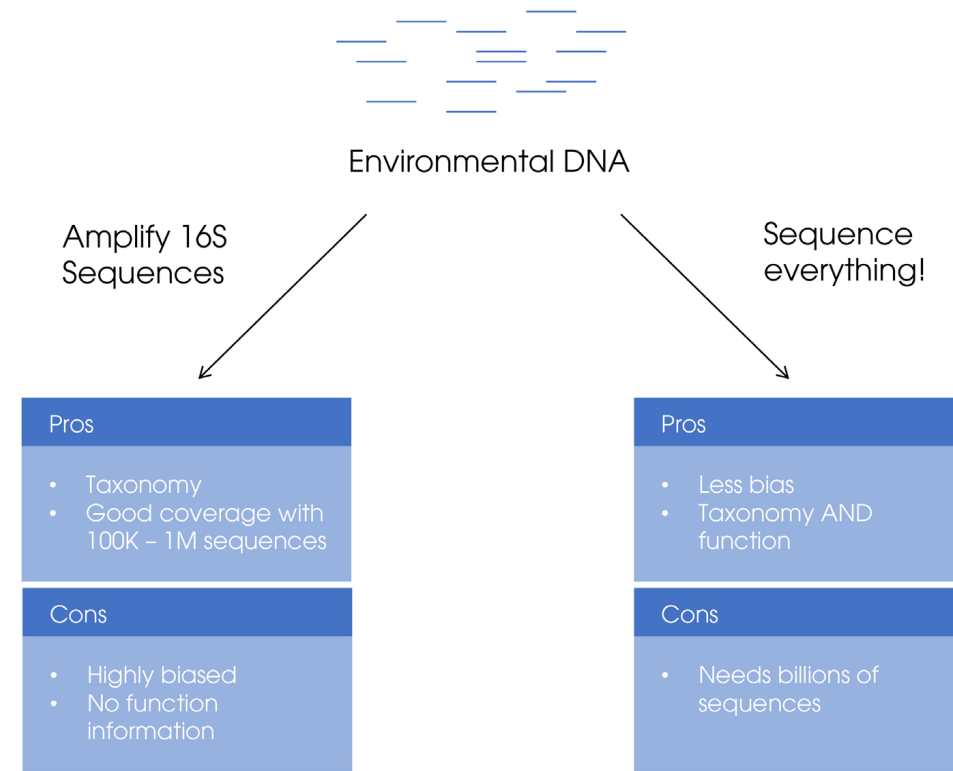 Environmental DNA
Amplify 16S
Sequences
Sequence
everything!
Pros
• Taxonomy
• Good coverage with
100K – 1M sequences
Cons
• Highly biased
• No function
information
Pros
• Less bias
• Taxonomy AND
function
Cons
• Needs billions of
sequences